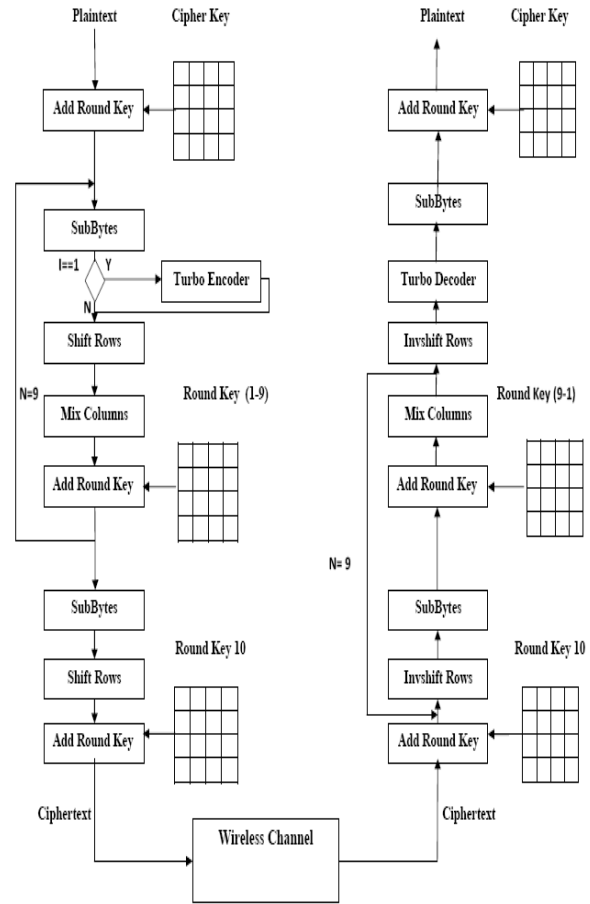 Plaintext
Cipher Key
Add Round Key
SubBytes
I==1
Y
Turbo Encoder
N
Shift Rows
N=9
Round Key (1-9)
Mix Columns
Add Round Key
SubBytes
Round Key 10
Shift Rows
Add Round Key
Ciphertext
Wireless Channel
Plaintext
Cipher Key
Add Round Key
SubBytes
Turbo Decoder
Invshift Rows
Round Key (9-1)
Mix Columns
Add Round Key
N= 9
SubBytes
Round Key 10
Invshift Rows
Add Round Key
Ciphertext